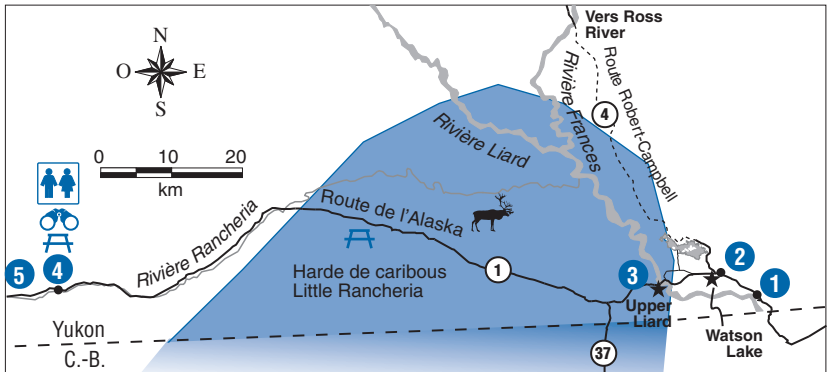 Vers Ross
River
N
O
E
S
Rivière Frances
Route Robert-Campbell
4
Rivière Liard
0 10 20
km
Rivière Rancheria
Route de l'Alaska
5
4
Harde de caribous
Little Rancheria
1
3
2
1
Upper
Liard
Watson
Lake
Yukon
C.-B.
37